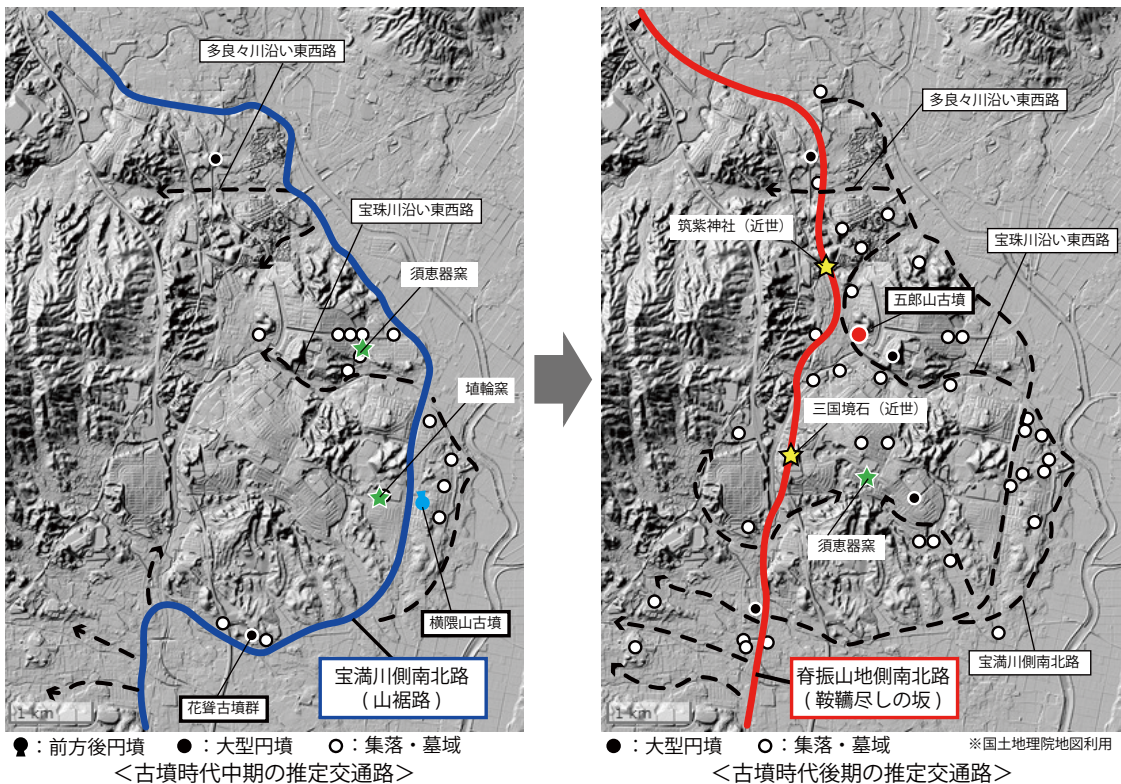 多良々川沿い東西路
宝珠川沿い東西路
須恵器窯
埴輪窯
横隈山古墳
宝満川側南北路
(山裾路)
花聳古墳群
1 km
：前方後円墳 ：大型円墳 ：集落・墓域
＜古墳時代中期の推定交通路＞
多良々川沿い東西路
筑紫神社（近世）
宝珠川沿い東西路
五郎山古墳
三国境石（近世）
須恵器窯
宝満川側南北路
脊振山地側南北路
(鞍韉尽しの坂)
1 km
：大型円墳 ：集落・墓域 ※国土地理院地図利用
＜古墳時代後期の推定交通路＞